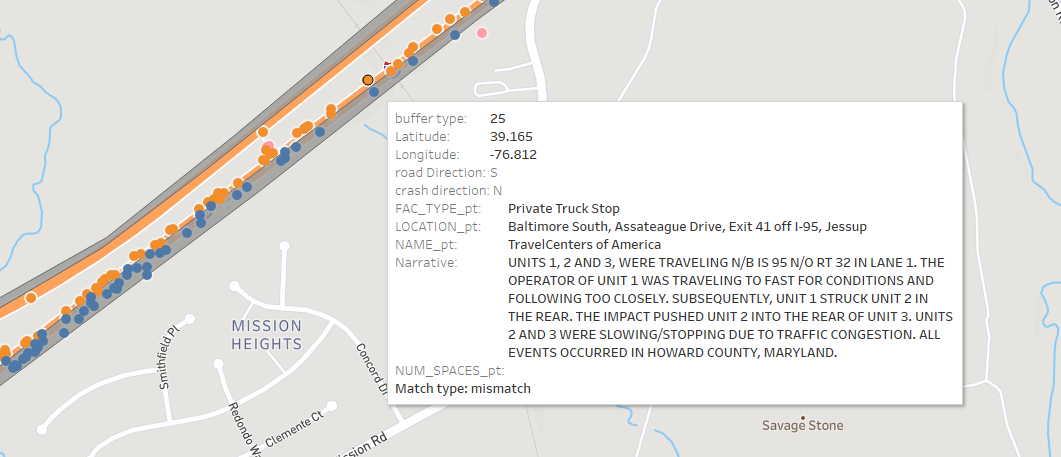 buffer type: 25
Latitude: 39.165
Longitude: -76.812
road Direction: S
crash direction: N
FAC_TYPE_pt: Private Truck Stop
LOCATION_pt: Baltimore South, Assateague Drive, Exit 41 off I-95, Jessup
NAME_pt: TravelCenters of America
Narrative: UNITS 1, 2 AND 3, WERE TRAVELING N/B IS 95 N/O RT 32 IN LANE 1. THE
OPERATOR OF UNIT 1 WAS TRAVELING TO FAST FOR CONDITIONS AND
FOLLOWING TOO CLOSELY. SUBSEQUENTLY, UNIT 1 STRUCK UNIT 2 IN
THE REAR. THE IMPACT PUSHED UNIT 2 INTO THE REAR OF UNIT 3. UNITS
2 AND 3 WERE SLOWING/STOPPING DUE TO TRAFFIC CONGESTION. ALL
EVENTS OCCURRED IN HOWARD COUNTY, MARYLAND.
NUM_SPACES_pt:
Match type: mismatch
MISSION
HEIGHTS
Smithfield Pl
Concord D
Redondo Wa
Clemente Ct
ssion Rd
Savage Stone